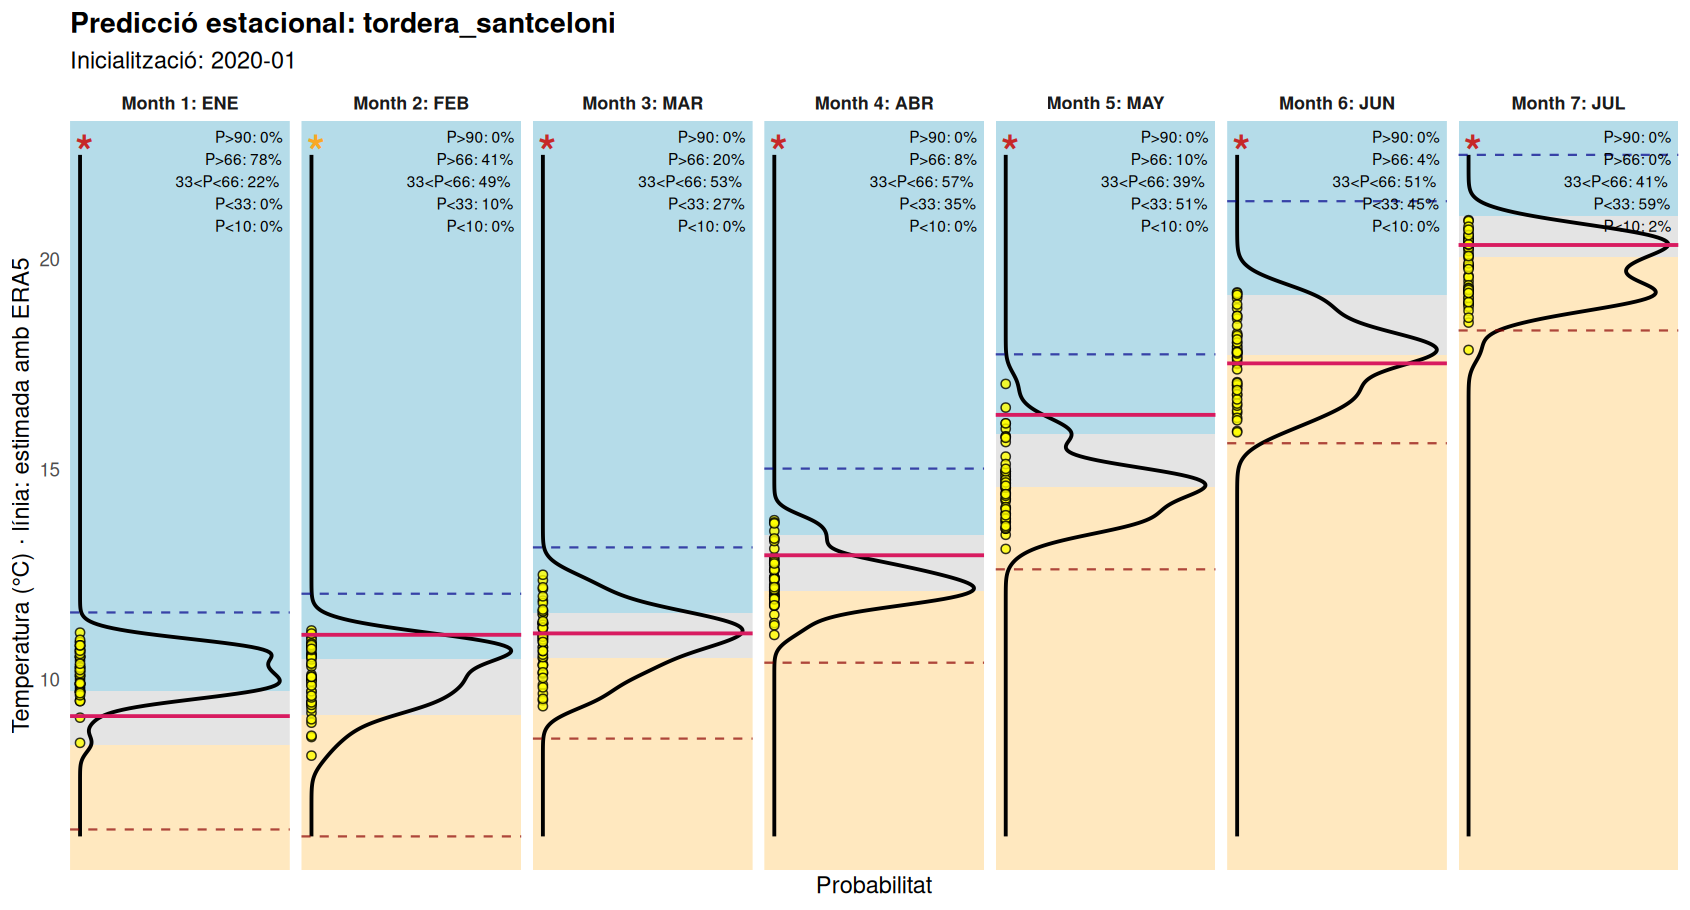 Predicció estacional: tordera_santceloni
Inicialització: 2020-01
Month 1: ENE
Month 2: FEB
Month 3: MAR
Month 4: ABR
Month 5: MAY
Month 6: JUN
Month 7: JUL
*
P>90: 0%
P>66: 78%
33<P<66: 22%
P<33: 0%
P<10: 0%
*
P>90: 0%
P>66: 41%
33<P<66: 49%
P<33: 10%
P<10: 0%
*
P>90: 0%
P>66: 20%
33<P<66: 53%
P<33: 27%
P<10: 0%
*
P>90: 0%
P>66: 8%
33<P<66: 57%
P<33: 35%
P<10: 0%
*
P>90: 0%
P>66: 10%
33<P<66: 39%
P<33: 51%
P<10: 0%
*
P>90: 0%
P>66: 4%
33<P<66: 51%
P<33: 45%
P<10: 0%
*
P>90: 0%
P>66: 0%
33<P<66: 41%
P<33: 59%
P<10: 2%
20
15
10
Temperatura (°C) · línia: estimada amb ERA5
Probabilitat